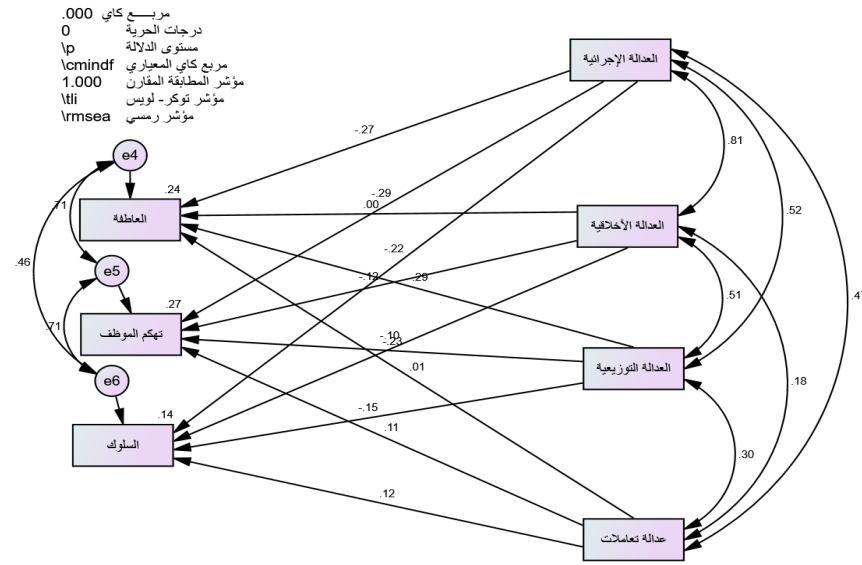 مربـــع كاي .000
درجات الحرية 0
مستوى الدلالة \p
مربع كاي المعياري \cmindf
مؤشر المطابقة المقارن 1.000
مؤشر توكر- لويس \tli
مؤشر رمسي \rmsea
العدالة الإجرائية
-.27
e4
.81
.24
-.29
.71
العاطفة
.00
العدالة الأخلاقية
.52
-.22
.46
e5
-.12
.29
.51
.47
.27
تهكم الموظف
.71
-.10
-.23
.01
العدالة التوزيعية
.18
e6
.14
-.15
السلوك
.11
.30
.12
عدالة تعاملات